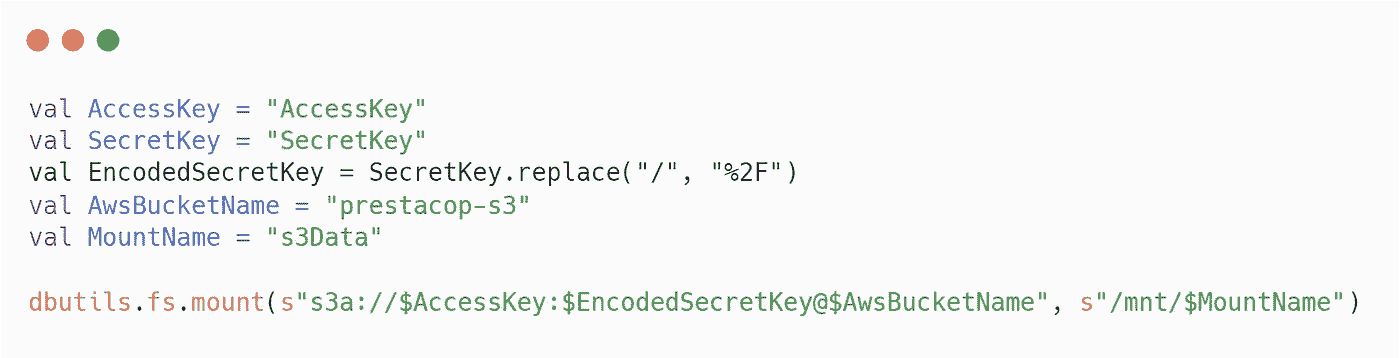 val AccessKey = "AccessKey"
val SecretKey = "SecretKey"
val EncodedSecretKey = SecretKey.replace("/", "%2F")
val AwsBucketName = "prestacop-s3"
val MountName = "s3Data"
dbutils.fs.mount(s"s3a://$AccessKey:$EncodedSecretKey@$AwsBucketName", s"/mnt/$MountName")